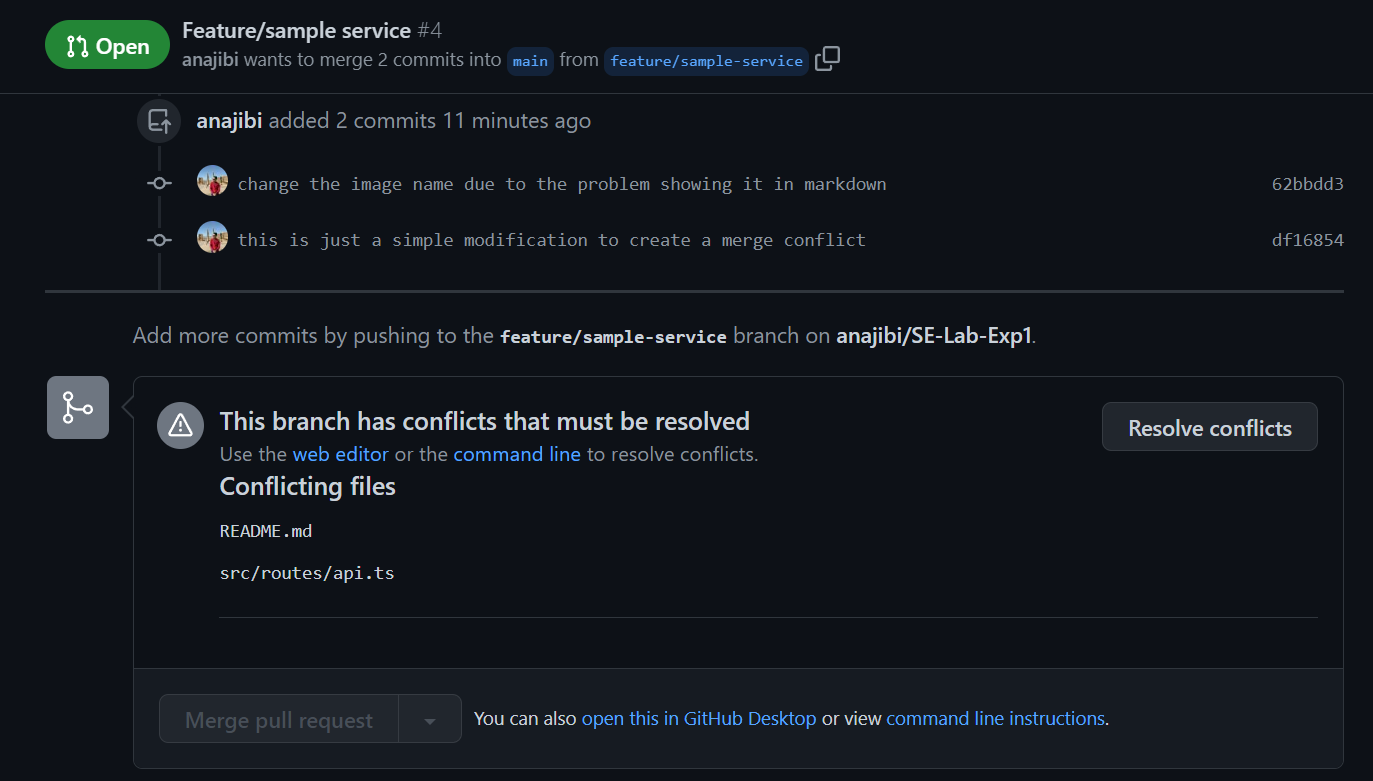 Open
Feature/sample service #4
anajibi wants to merge 2 commits into main from feature/sample-service
anajibi added 2 commits 11 minutes ago
change the image name due to the problem showing it in markdown 62bbdd3
this is just a simple modification to create a merge conflict df16854
Add more commits by pushing to the feature/sample-service branch on anajibi/SE-Lab-Exp1.
This branch has conflicts that must be resolved
Resolve conflicts
Use the web editor or the command line to resolve conflicts.
Conflicting files
README.md
src/routes/api.ts
Merge pull request
You can also open this in GitHub Desktop or view command line instructions.